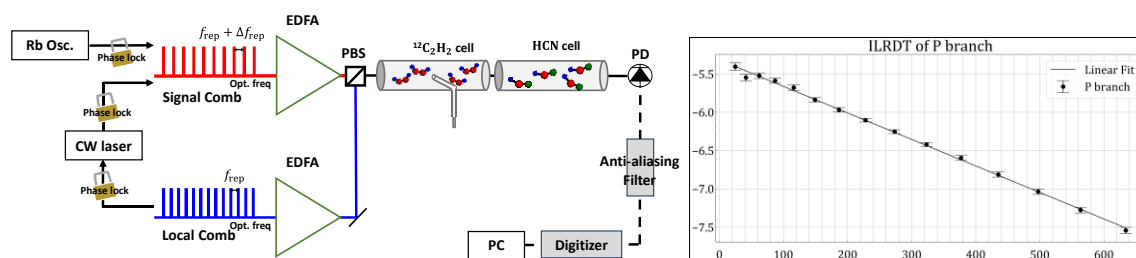 Rb Osc.
Phase lock
f_rep + Δf_rep
Opt. freq
Signal Comb
EDFA
PBS
¹²C₂H₂ cell
HCN cell
PD
Phase lock
CW laser
Phase lock
f_rep
Opt. freq
Local Comb
EDFA
Anti-aliasing
Filter
PC
Digitizer
ILRDT of P branch
Linear Fit
P branch
−5.5
−6.0
−6.5
−7.0
−7.5
0
100
200
300
400
500
600